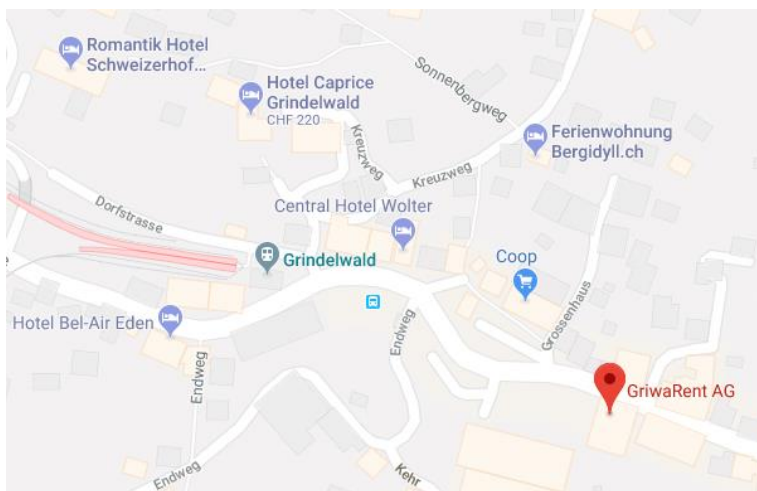 Romantik Hotel
Schweizerhof...
Hotel Caprice
Grindelwald
CHF 220
Sonnenbergweg
Kreuzweg
Ferienwohnung
Bergidyll.ch
Kreuzweg
Dorfstrasse
Central Hotel Wolter
Grindelwald
Coop
Hotel Bel-Air Eden
Endweg
Grossenhaus
Endweg
GriwaRent AG
Endweg
Kehr